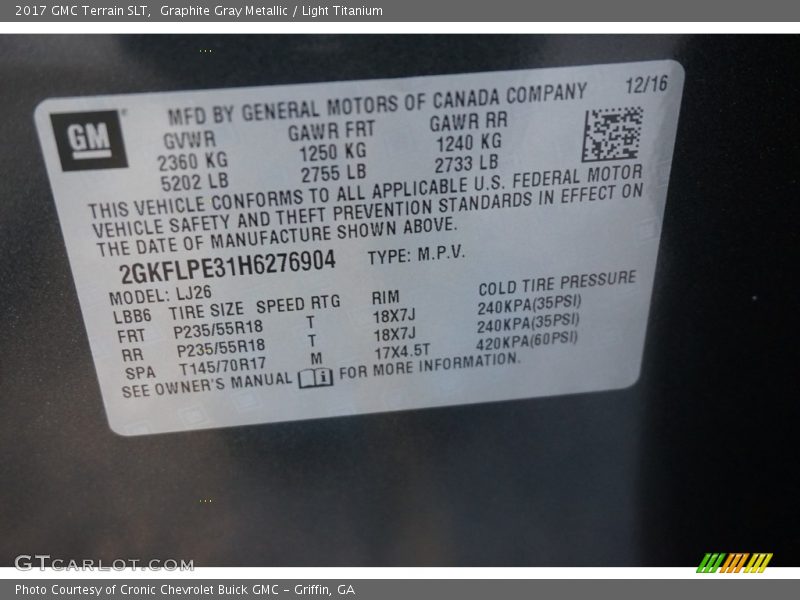 2017 GMC Terrain SLT,  Graphite Gray Metallic / Light Titanium
12/16
GM
MFD BY GENERAL MOTORS OF CANADA COMPANY
GVWR GAWR FRT GAWR RR
2360 KG 1250 KG 1240 KG
5202 LB 2755 LB 2733 LB
THIS VEHICLE CONFORMS TO ALL APPLICABLE U.S. FEDERAL MOTOR
VEHICLE SAFETY AND THEFT PREVENTION STANDARDS IN EFFECT ON
THE DATE OF MANUFACTURE SHOWN ABOVE.
2GKFLPE31H6276904 TYPE: M.P.V.
MODEL: LJ26
LBB6 TIRE SIZE SPEED RTG RIM COLD TIRE PRESSURE
FRT P235/55R18 T 18X7J 240KPA(35PSI)
RR P235/55R18 T 18X7J 240KPA(35PSI)
SPA T145/70R17 M 17X4.5T 420KPA(60PSI)
SEE OWNER'S MANUAL FOR MORE INFORMATION.
GTCARLOT.COM
Photo Courtesy of Cronic Chevrolet Buick GMC – Griffin, GA